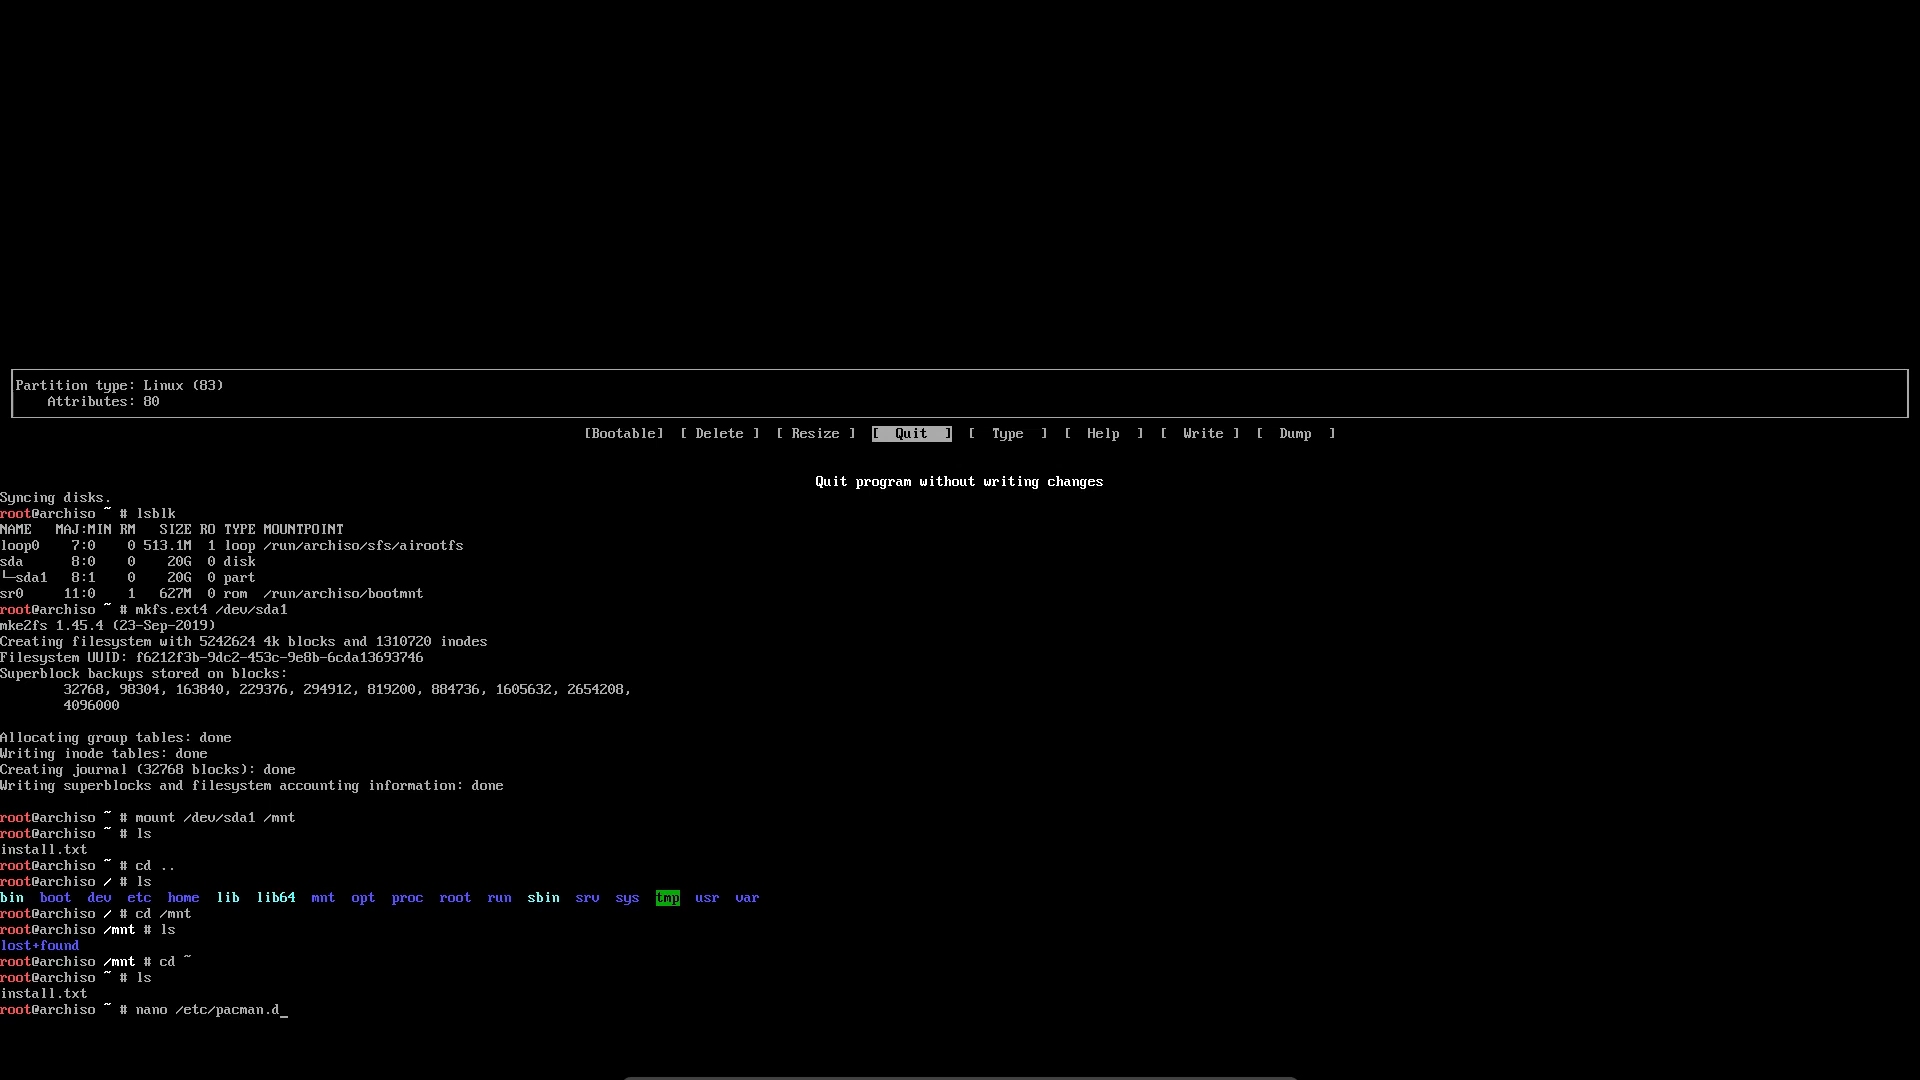 Partition type: Linux (83)
Attributes: 80
[Bootable] [ Delete ] [ Resize ] [ Quit ] [ Type ] [ Help ] [ Write ] [ Dump ]
Quit program without writing changes
Syncing disks.
root@archiso ~ # lsblk
NAME MAJ:MIN RM SIZE RO TYPE MOUNTPOINT
loop0 7:0 0 513.1M 1 loop /run/archiso/sfs/airootfs
sda 8:0 0 20G 0 disk
└─sda1 8:1 0 20G 0 part
sr0 11:0 1 627M 0 rom /run/archiso/bootmnt
root@archiso ~ # mkfs.ext4 /dev/sda1
mke2fs 1.45.4 (23-Sep-2019)
Creating filesystem with 5242624 4k blocks and 1310720 inodes
Filesystem UUID: f6212f3b-9dc2-453c-9e8b-6cda13693746
Superblock backups stored on blocks:
32768, 98304, 163840, 229376, 294912, 819200, 884736, 1605632, 2654208,
4096000
Allocating group tables: done
Writing inode tables: done
Creating journal (32768 blocks): done
Writing superblocks and filesystem accounting information: done
root@archiso ~ # mount /dev/sda1 /mnt
root@archiso ~ # ls
install.txt
root@archiso ~ # cd ..
root@archiso / # ls
bin boot dev etc home lib lib64 mnt opt proc root run sbin srv sys tmp usr var
root@archiso / # cd /mnt
root@archiso /mnt # ls
lost+found
root@archiso /mnt # cd ~
root@archiso ~ # ls
install.txt
root@archiso ~ # nano /etc/pacman.d_